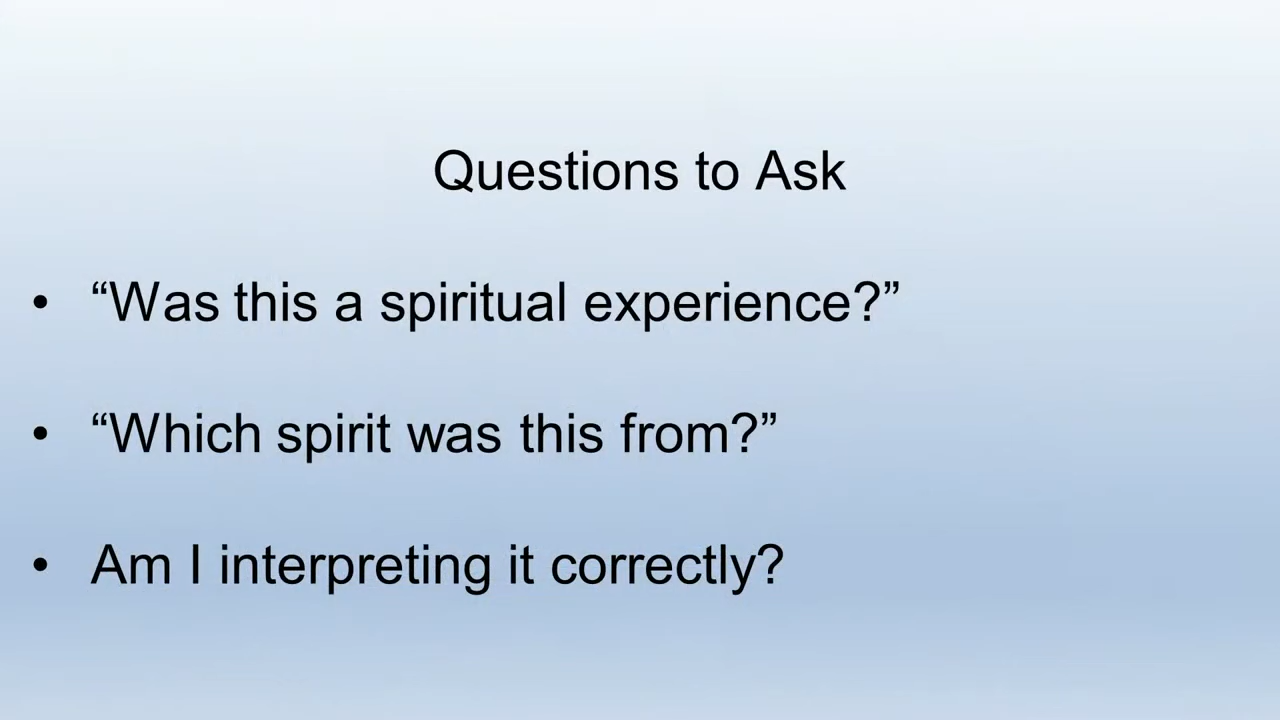 Questions to Ask
• “Was this a spiritual experience?”
• “Which spirit was this from?”
• Am I interpreting it correctly?